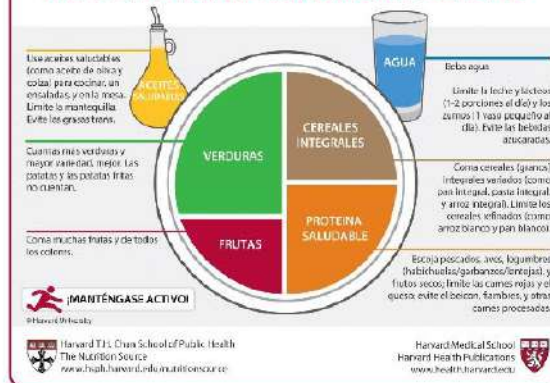 Use aceites saludables
(como aceite de oliva y
colza) para cocinar, en
ensaladas, y en la mesa.
Limite la mantequilla.
Evite las grasas trans.
ACEITES
SALUDABLES
AGUA
Beba agua
Limite la leche y lácteos
(1-2 porciones al día) y los
zumos (1 vaso pequeño al
día). Evite las bebidas
azucaradas.
Cuantas más verduras y
mayor variedad, mejor. Las
patatas y las patatas fritas
no cuentan.
VERDURAS
CEREALES
INTEGRALES
Coma cereales (granos)
integrales variados (como
pan integral, pasta integral,
y arroz integral). Limite los
cereales refinados (como
arroz blanco y pan blanco).
Coma muchas frutas y de todos
los colores.
FRUTAS
PROTEINA
SALUDABLE
Escoja pescados, aves, legumbres
(habichuelas/garbanzos/lentejas), y
frutos secos; limite las carnes rojas y el
queso; evite el beicon, fiambres, y otras
carnes procesadas.
¡MANTÉNGASE ACTIVO!
© Harvard University
Harvard T.H. Chan School of Public Health
The Nutrition Source
www.hsph.harvard.edu/nutritionsource
Harvard Medical School
Harvard Health Publications
www.health.harvard.edu